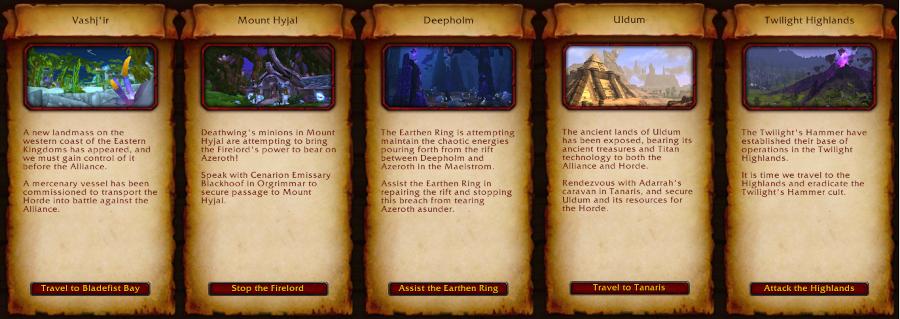 Vashj'ir
A new landmass on the
western coast of the Eastern
Kingdoms has appeared, and
we must gain control of it
before the Alliance.
A mercenary vessel has been
commissioned to transport the
Horde into battle against the
Alliance.
Travel to Bladefist Bay
Mount Hyjal
Deathwing's minions in Mount
Hyjal are attempting to bring
the Firelord's power to bear on
Azeroth!
Speak with Cenarion Emissary
Blackhoof in Orgrimmar to
secure passage to Mount
Hyjal.
Stop the Firelord
Deepholm
The Earthen Ring is attempting
maintain the chaotic energies
pouring forth from the rift
between Deepholm and
Azeroth in the Maelstrom.
Assist the Earthen Ring in
repairing the rift and stopping
this breach from tearing
Azeroth asunder.
Assist the Earthen Ring
Uldum
The ancient lands of Uldum
has been exposed, bearing its
ancient treasures and Titan
technology to both the
Alliance and Horde.
Rendezvous with Adarrah's
caravan in Tanaris, and secure
Uldum and its resources for
the Horde.
Travel to Tanaris
Twilight Highlands
The Twilight's Hammer have
established their base of
operations in the Twilight
Highlands.
It is time we travel to the
Highlands and eradicate the
Twilight's Hammer cult.
Attack the Highlands